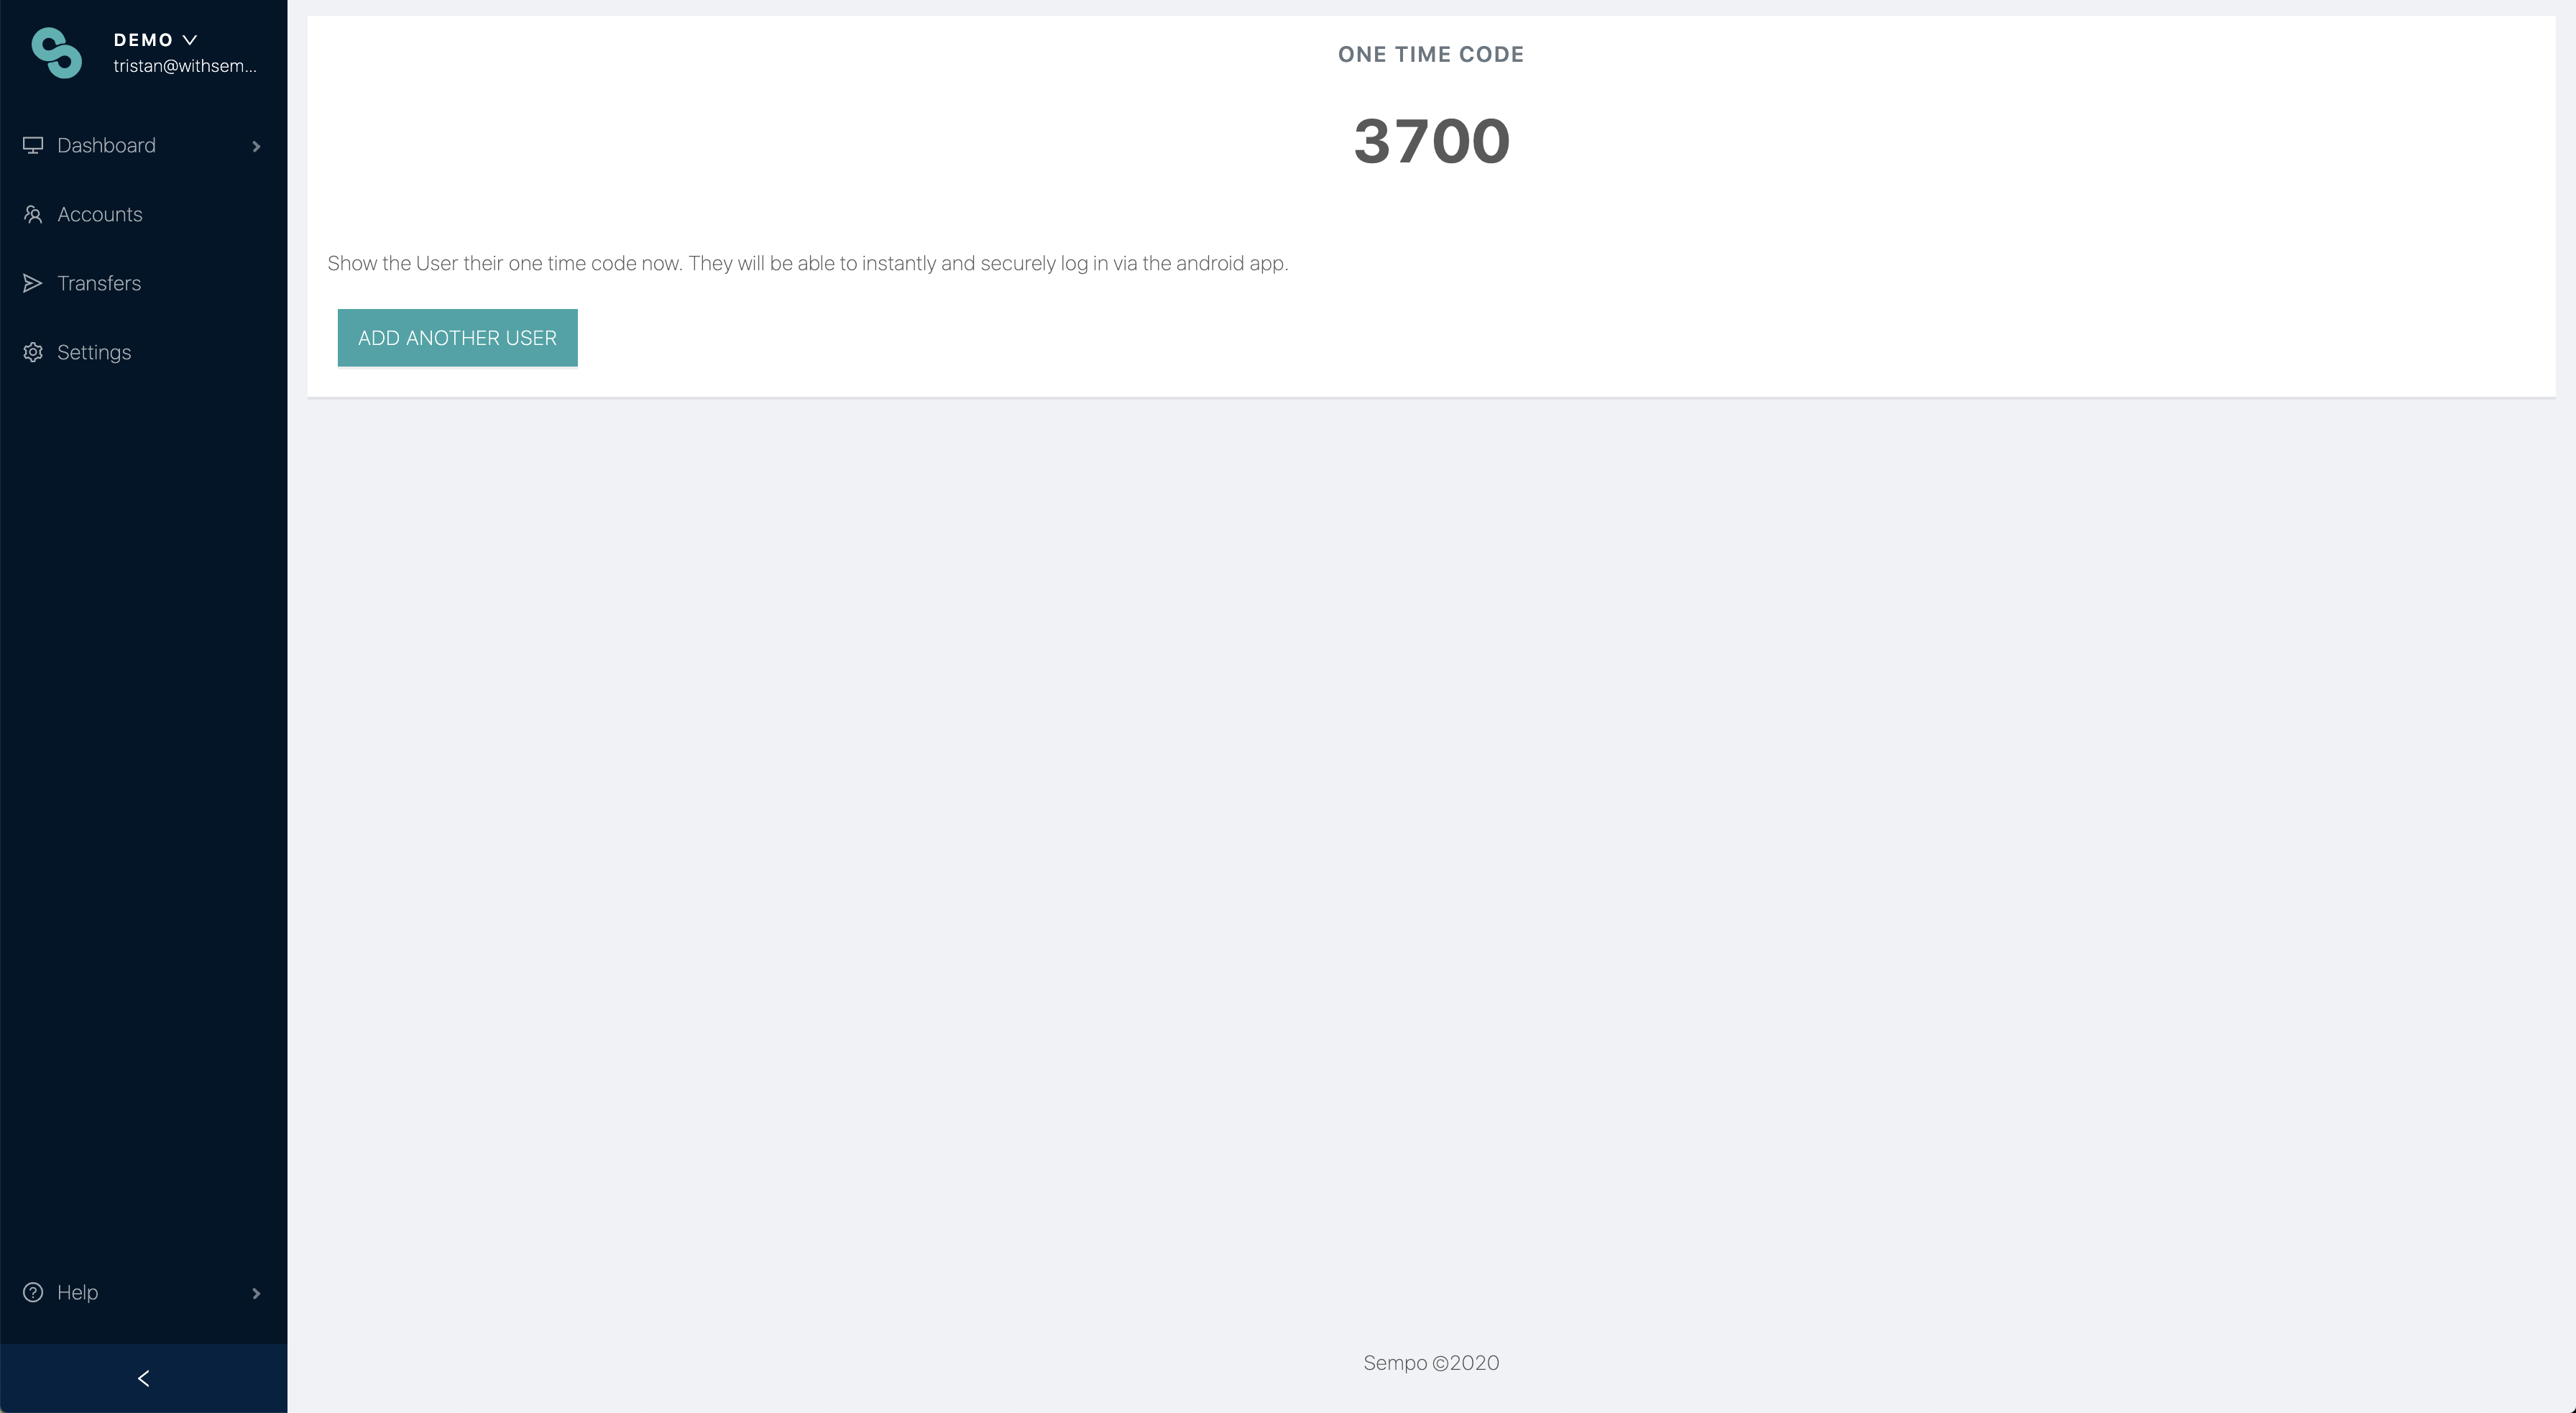 DEMO
tristan@withsem...
Dashboard
Accounts
Transfers
Settings
Help
ONE TIME CODE
3700
Show the User their one time code now. They will be able to instantly and securely log in via the android app.
ADD ANOTHER USER
Sempo ©2020